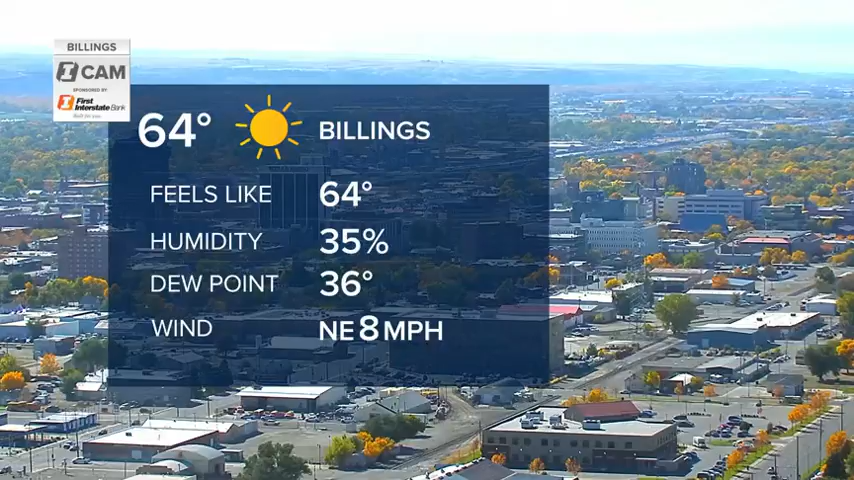 BILLINGS
CAM
SPONSORED BY
First
Interstate Bank
64° BILLINGS
FEELS LIKE 64°
HUMIDITY 35%
DEW POINT 36°
WIND NE 8 MPH